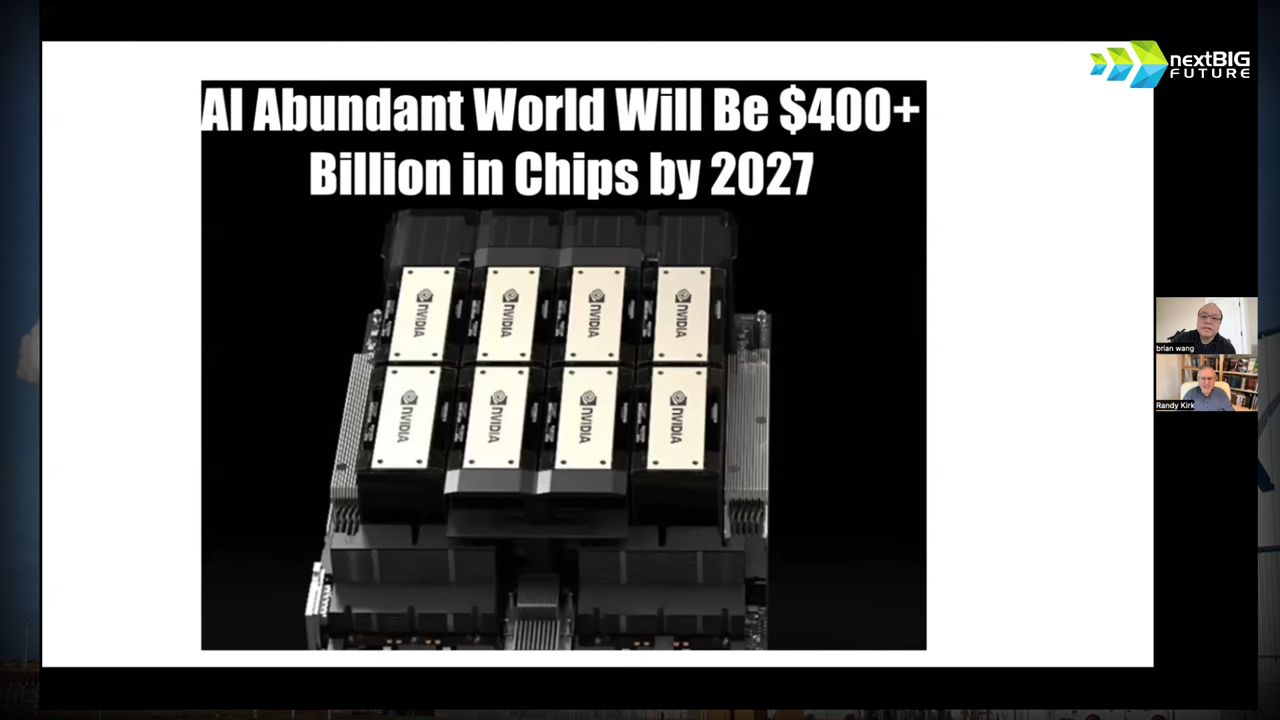 nextBIG
FUTURE
AI Abundant World Will Be $400+
Billion in Chips by 2027
NVIDIA
NVIDIA
NVIDIA
NVIDIA
NVIDIA
NVIDIA
NVIDIA
NVIDIA
brian wang
Randy Kirk